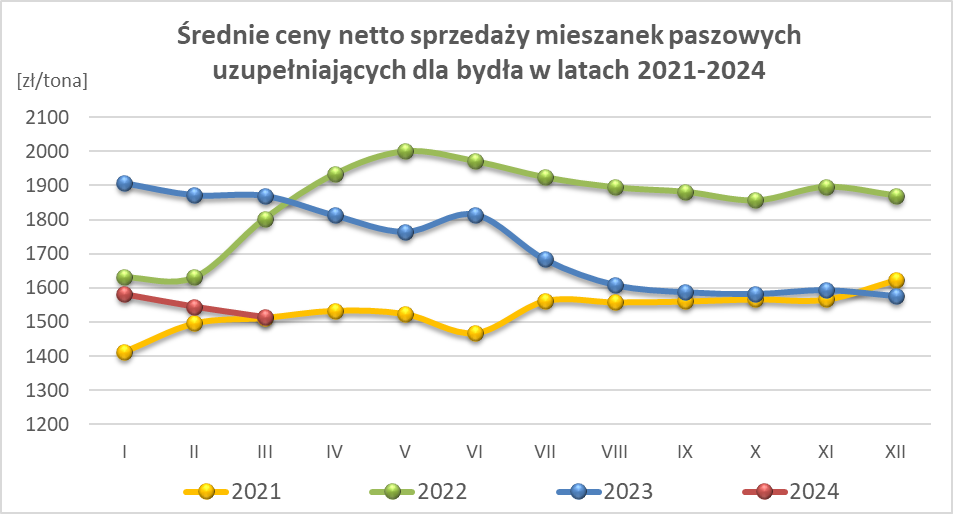 Średnie ceny netto sprzedaży mieszanek paszowych
uzupełniających dla bydła w latach 2021-2024
[zł/tona]
2100
2000
1900
1800
1700
1600
1500
1400
1300
1200
I II III IV V VI VII VIII IX X XI XII
2021 2022 2023 2024